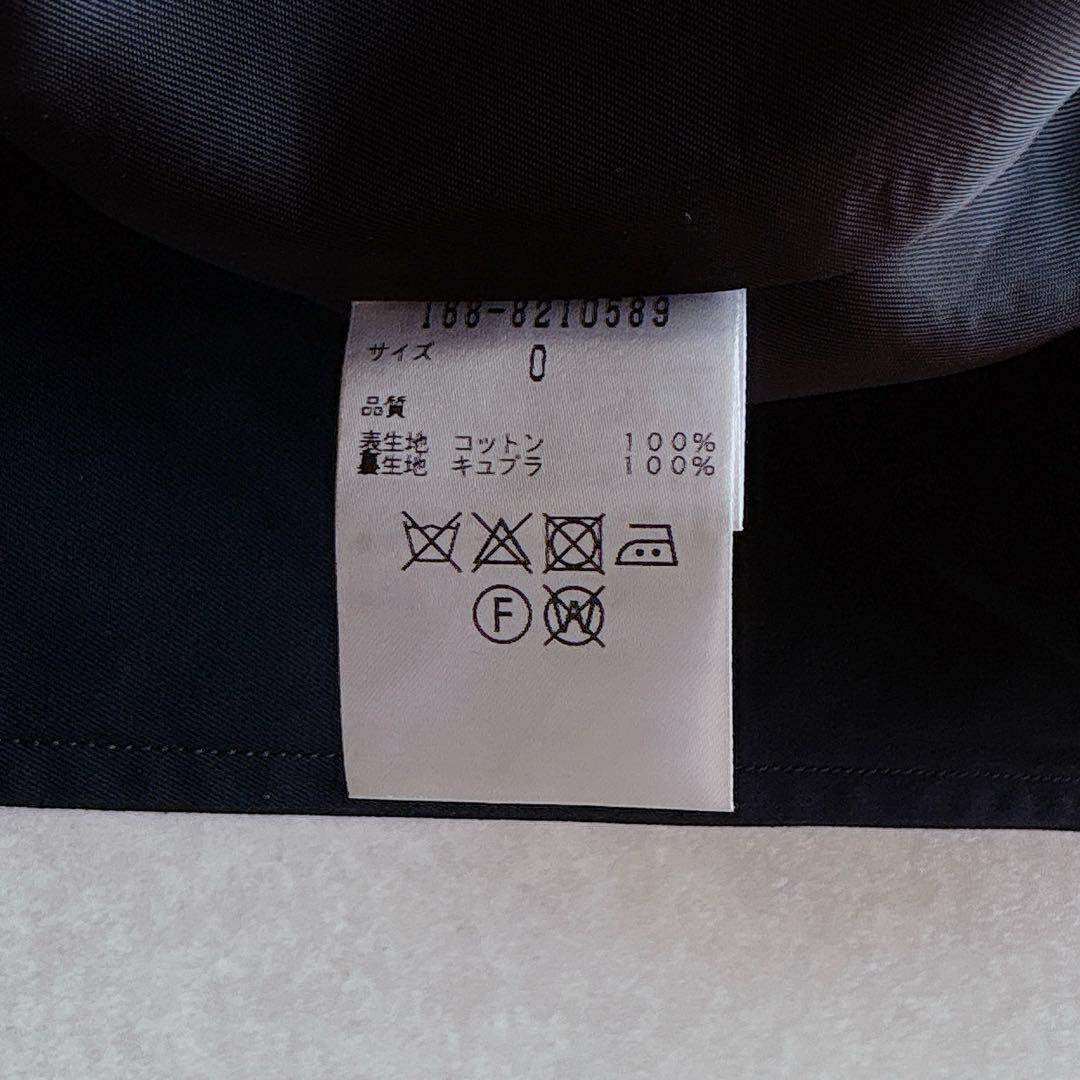 168-8210589
サイズ 0
品質
表生地 コットン 100%
裏生地 キュプラ 100%
F W